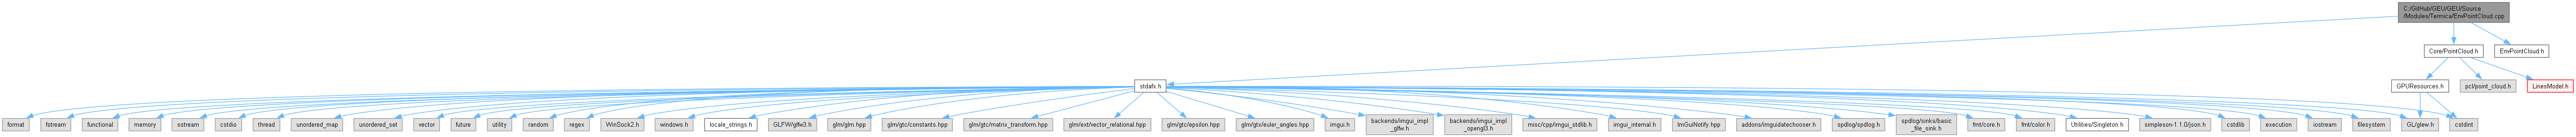 C:/GitHub/GEU/GEU/Source
/Modules/Termica/EnvPointCloud.cpp
Core/PointCloud.h
EnvPointCloud.h
stdafx.h
GPUResources.h
pcl/point_cloud.h
LinesModel.h
format
fstream
functional
memory
sstream
cstdio
thread
unordered_map
unordered_set
vector
future
utility
random
regex
WinSock2.h
windows.h
locale_strings.h
GLFW/glfw3.h
glm/glm.hpp
glm/gtc/constants.hpp
glm/gtc/matrix_transform.hpp
glm/ext/vector_relational.hpp
glm/gtc/epsilon.hpp
glm/gtx/euler_angles.hpp
imgui.h
backends/imgui_impl
_glfw.h
backends/imgui_impl
_opengl3.h
misc/cpp/imgui_stdlib.h
imgui_internal.h
ImGuiNotify.hpp
addons/imguidatechooser.h
spdlog/spdlog.h
spdlog/sinks/basic
_file_sink.h
fmt/core.h
fmt/color.h
Utilities/Singleton.h
simpleson-1.1.0/json.h
cstdlib
execution
iostream
filesystem
GL/glew.h
cstdint